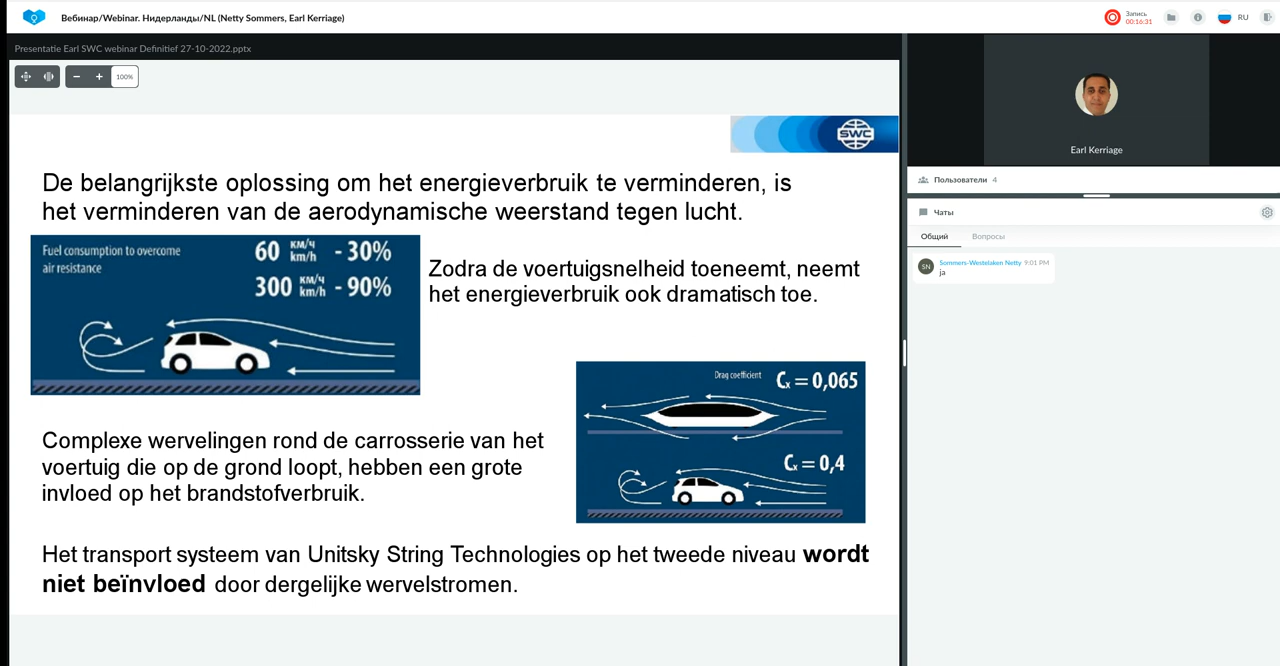 Вебинар/Webinar. Нидерланды/NL (Netty Sommers, Earl Kerriage)
Запись
00:16:31
RU
Presentatie Earl SWC webinar Definitief 27-10-2022.pptx
100%
SWC
De belangrijkste oplossing om het energieverbruik te verminderen, is
het verminderen van de aerodynamische weerstand tegen lucht.
Fuel consumption to overcome
air resistance
60 км/ч km/h - 30%
300 км/ч km/h - 90%
Zodra de voertuigsnelheid toeneemt, neemt
het energieverbruik ook dramatisch toe.
Drag coefficient Cx = 0,065
Cx = 0,4
Complexe wervelingen rond de carrosserie van het
voertuig die op de grond loopt, hebben een grote
invloed op het brandstofverbruik.
Het transport systeem van Unitsky String Technologies op het tweede niveau wordt
niet beïnvloed door dergelijke wervelstromen.
Earl Kerriage
Пользователи 4
Чаты
Общий Вопросы
SN
Sommers-Westelaken Netty 9:01 PM
ja